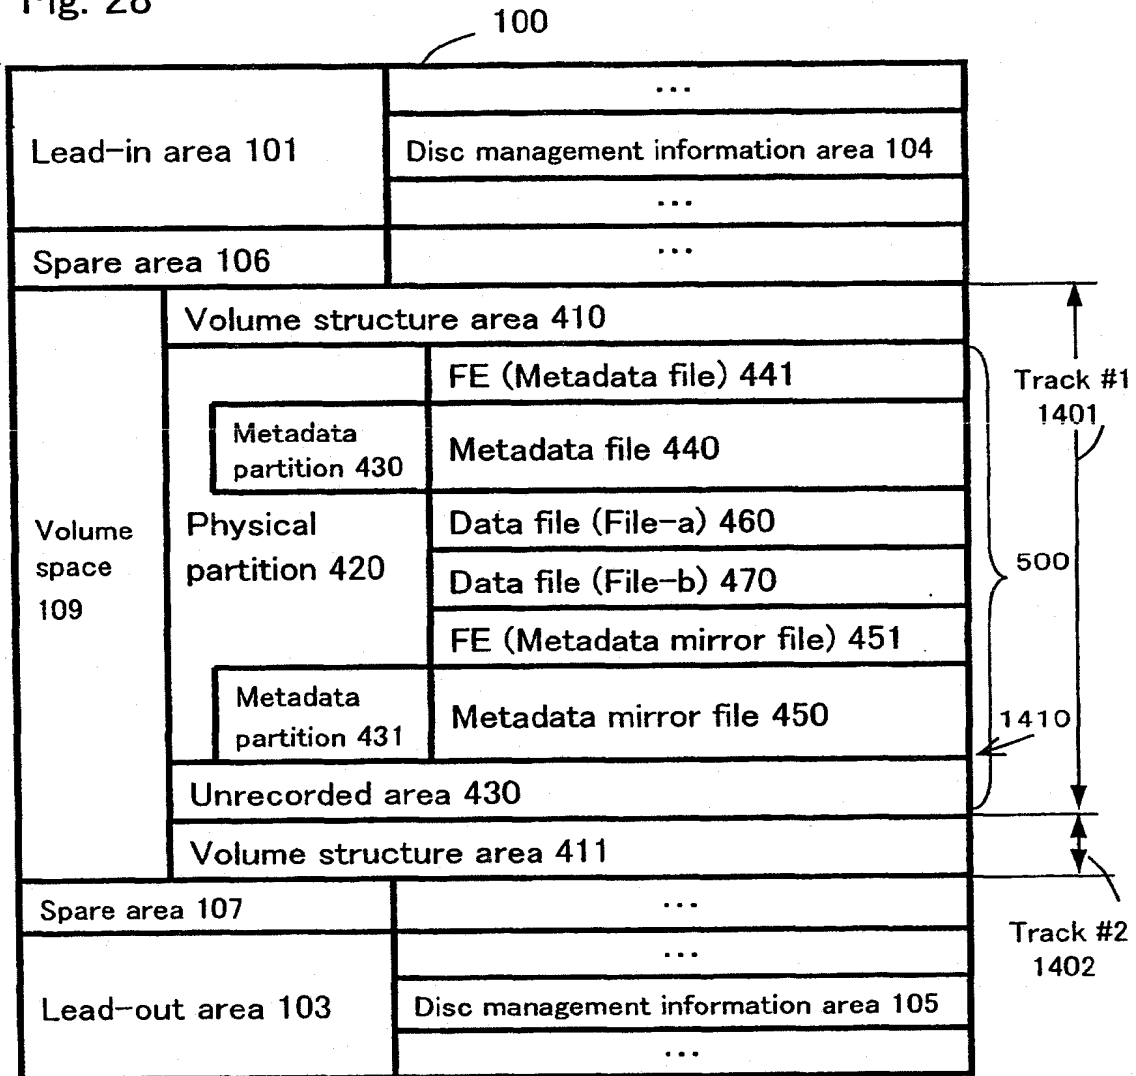 Fig. 28
100
...
Lead-in area 101
Disc management information area 104
...
Spare area 106
...
Volume structure area 410
FE (Metadata file) 441
Track #1
1401
Metadata
partition 430
Metadata file 440
Volume
space
109
Physical
partition 420
Data file (File-a) 460
Data file (File-b) 470
500
FE (Metadata mirror file) 451
Metadata
partition 431
Metadata mirror file 450
1410
Unrecorded area 430
Volume structure area 411
Spare area 107
...
Track #2
1402
...
Lead-out area 103
Disc management information area 105
...